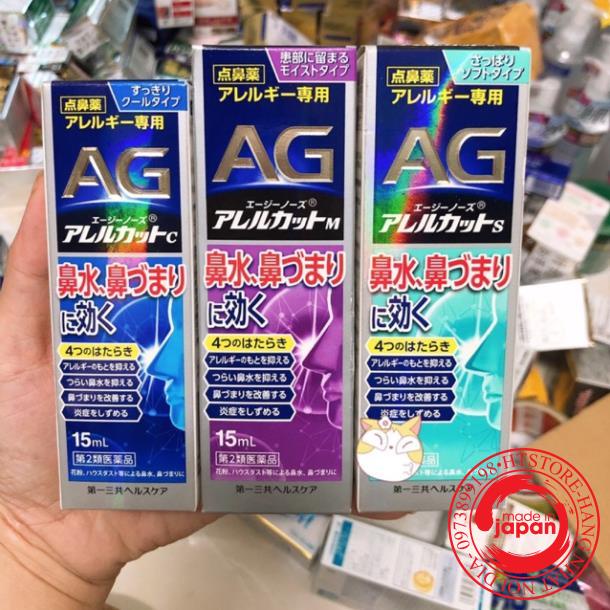 点鼻薬
すっきり
クールタイプ
アレルギー専用
AG
エージーノーズ®
アレルカットC
鼻水、鼻づまり
に効く
4つのはたらき
アレルギーのもとを抑える
つらい鼻水を抑える
鼻づまりを改善する
炎症をしずめる
15mL
第2類医薬品
花粉、ハウスダスト等による鼻水、鼻づまりに
第一三共ヘルスケア
点鼻薬
患部に留まる
モイストタイプ
アレルギー専用
AG
エージーノーズ®
アレルカットM
鼻水、鼻づまり
に効く
4つのはたらき
アレルギーのもとを抑える
つらい鼻水を抑える
鼻づまりを改善する
炎症をしずめる
15mL
第2類医薬品
花粉、ハウスダスト等による鼻水、鼻づまりに
第一三共ヘルスケア
点鼻薬
さっぱり
ソフトタイプ
アレルギー専用
AG
エージーノーズ®
アレルカットS
鼻水、鼻づまり
に効く
4つのはたらき
アレルギーのもとを抑える
つらい鼻水を抑える
鼻づまりを改善する
炎症をしずめる
医薬品
第一三共ヘルスケア
made in
japan
H1STORE-HANG NHAT NOI DIA-0973899198